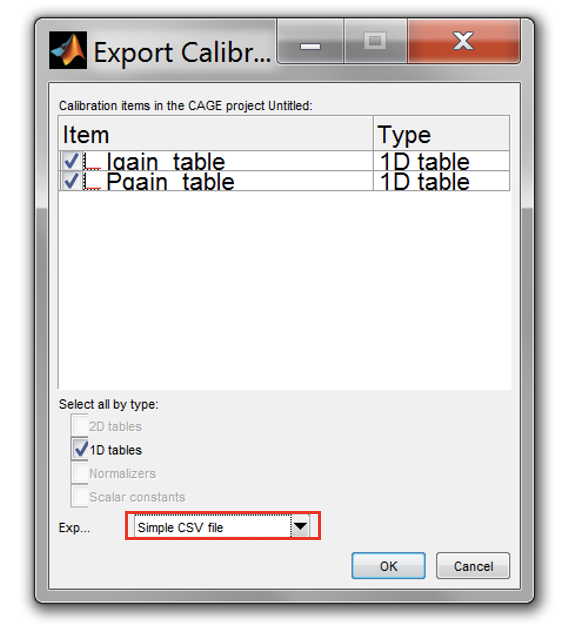 Export Calibr...
Calibration items in the CAGE project Untitled:
Item Type
Igain_table 1D table
Pgain_table 1D table
Select all by type:
2D tables
1D tables
Normalizers
Scalar constants
Exp... Simple CSV file
OK Cancel